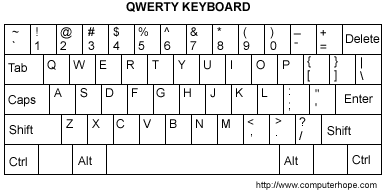 QWERTY KEYBOARD
~ ! @ # $ % ^ & * ( ) _ + Delete
` 1 2 3 4 5 6 7 8 9 0 - =
Tab Q W E R T Y U I O P { } |
[ ] \
Caps A S D F G H J K L : " Enter
; '
Shift Z X C V B N M < > ? Shift
, . /
Ctrl Alt Alt Ctrl
http://www.computerhope.com